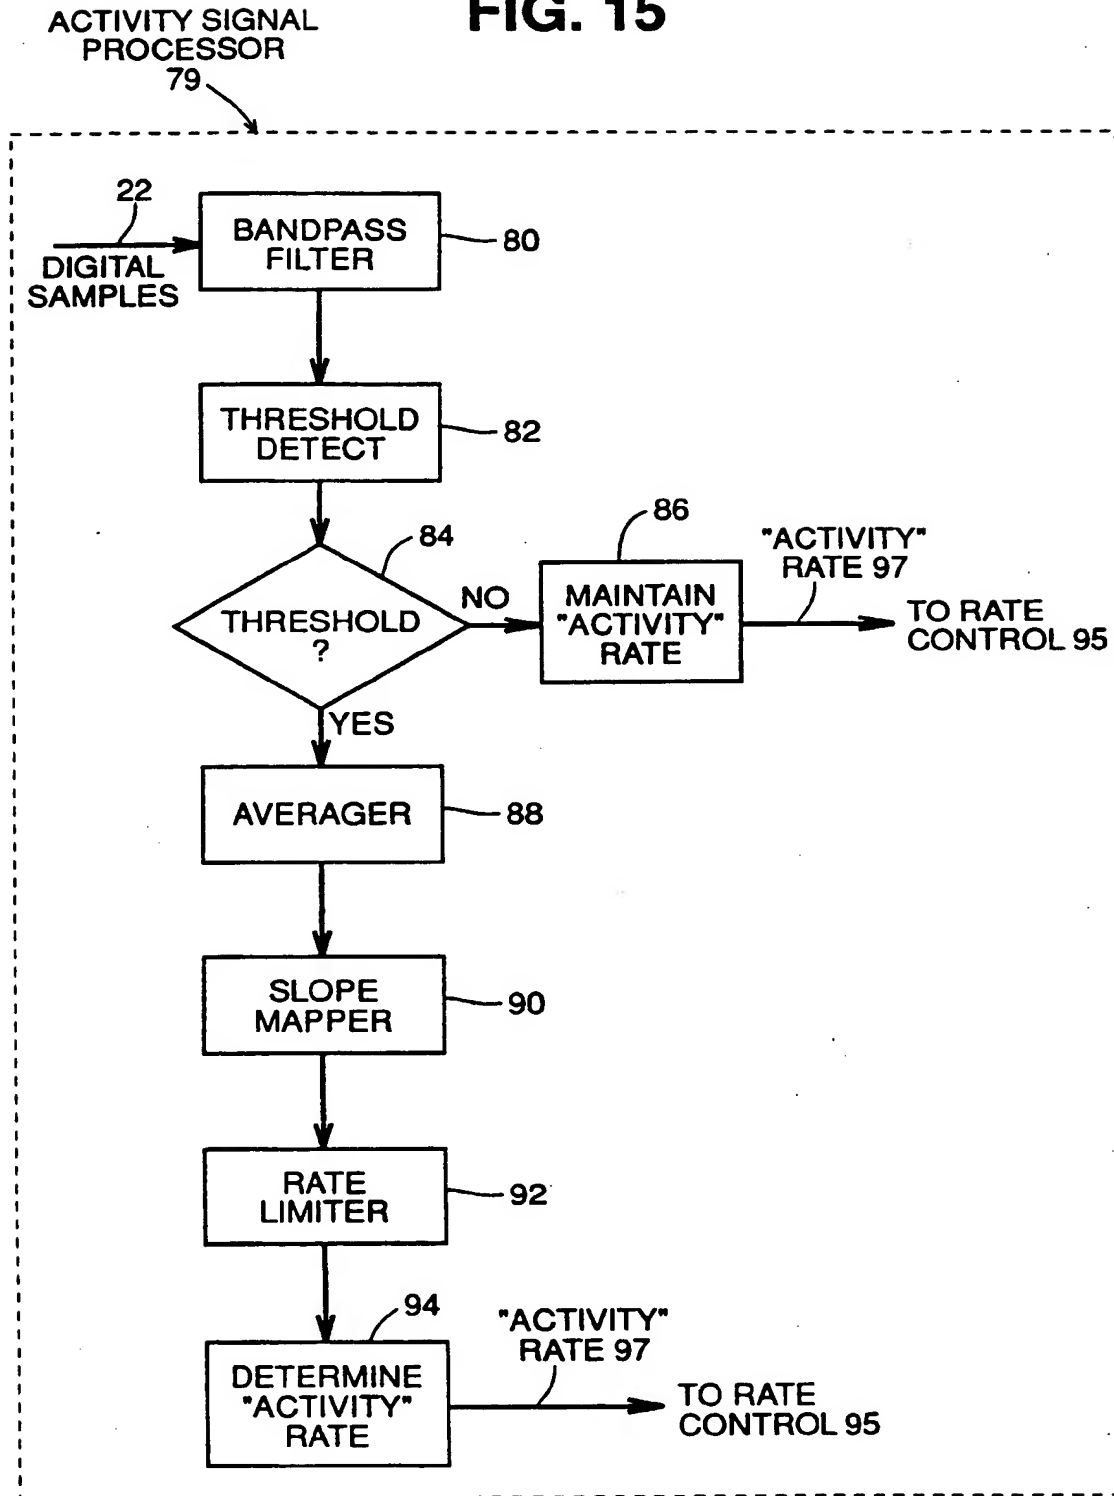 FIG. 15
ACTIVITY SIGNAL
PROCESSOR
79
22
DIGITAL
SAMPLES
BANDPASS
FILTER
80
THRESHOLD
DETECT
82
84
THRESHOLD
?
NO
86
MAINTAIN
"ACTIVITY"
RATE
"ACTIVITY"
RATE 97
TO RATE
CONTROL 95
YES
AVERAGER
88
SLOPE
MAPPER
90
RATE
LIMITER
92
94
DETERMINE
"ACTIVITY"
RATE
"ACTIVITY"
RATE 97
TO RATE
CONTROL 95